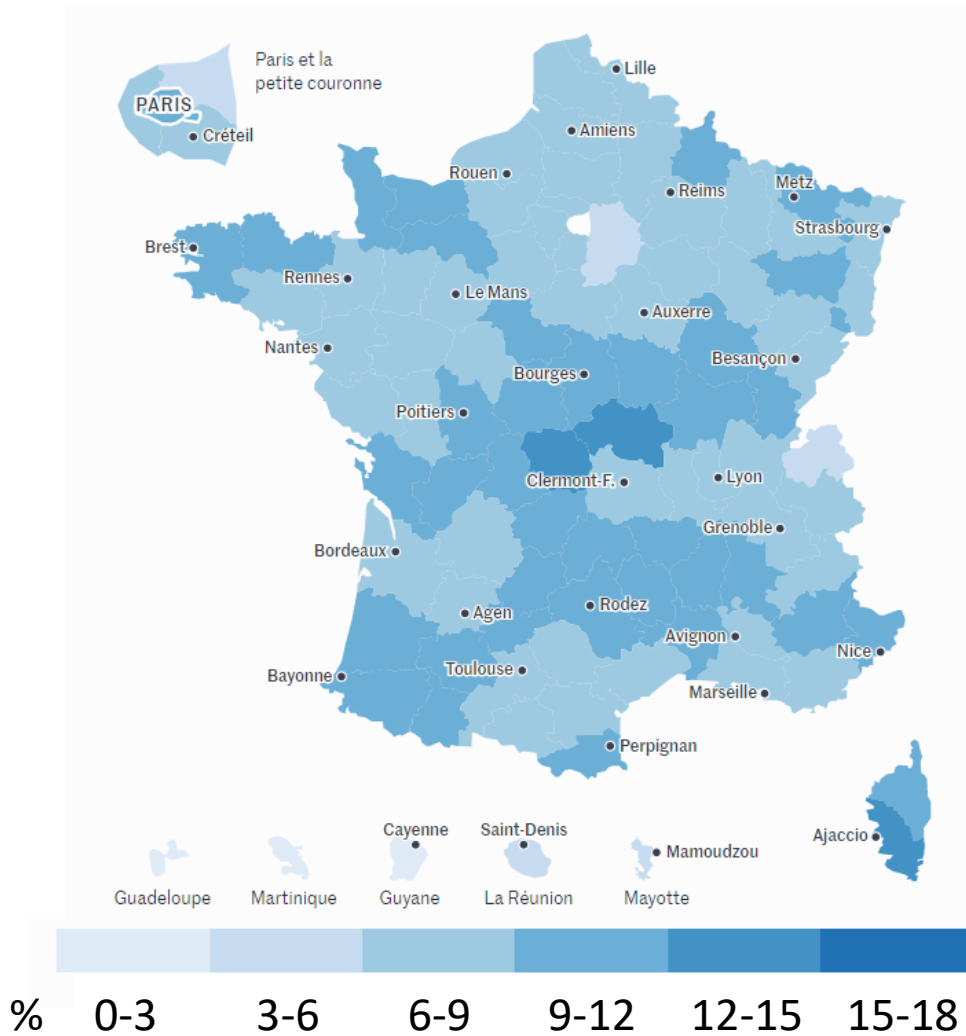 Paris et la
petite couronne
PARIS
Créteil
Lille
Amiens
Rouen
Reims
Metz
Strasbourg
Brest
Rennes
Le Mans
Auxerre
Nantes
Besançon
Bourges
Poitiers
Clermont-F.
Lyon
Grenoble
Bordeaux
Agen
Rodez
Avignon
Nice
Bayonne
Toulouse
Marseille
Perpignan
Ajaccio
Cayenne
Saint-Denis
Mamoudzou
Guadeloupe
Martinique
Guyane
La Réunion
Mayotte
% 0-3 3-6 6-9 9-12 12-15 15-18